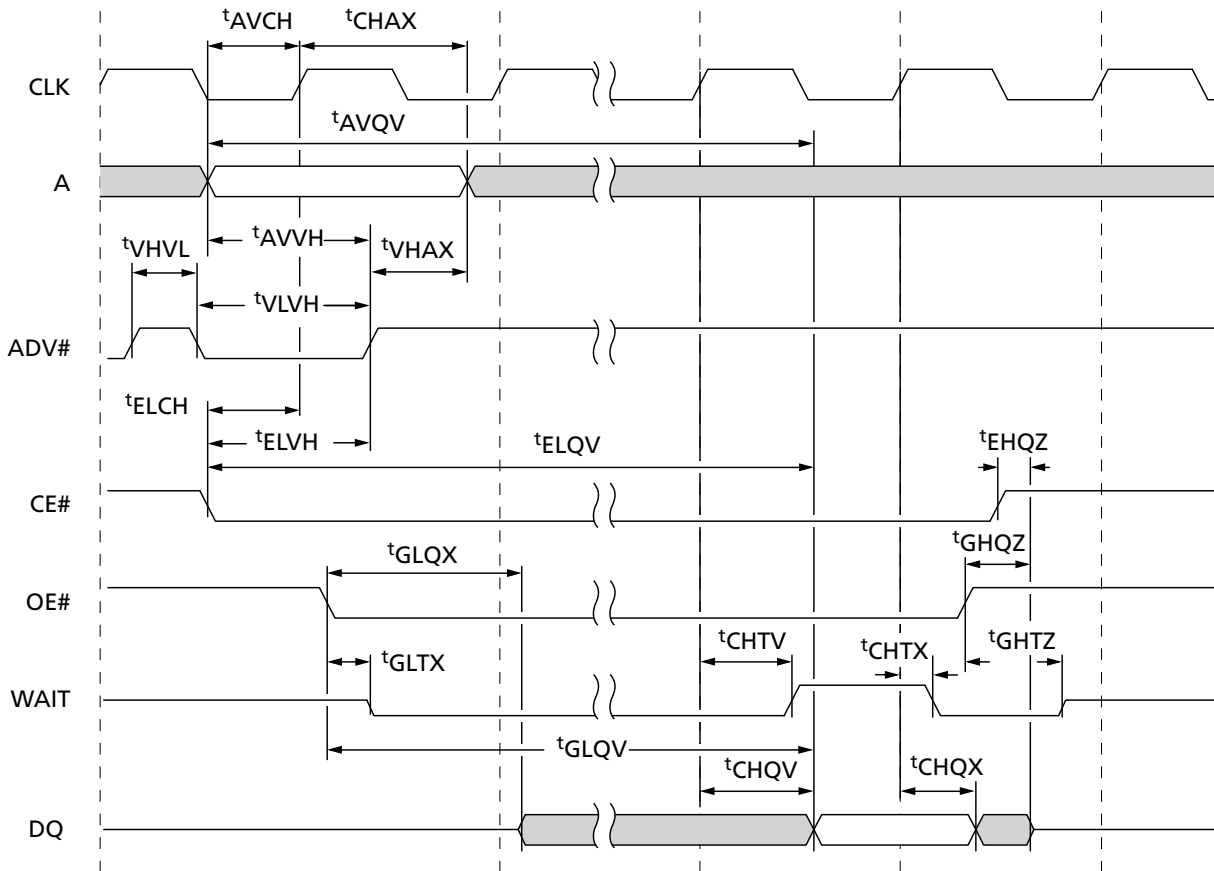 tAVCH
tCHAX
CLK
tAVQV
A
tAVVH
tVHVL
tVHAX
tVLVH
ADV#
tELCH
tELVH
tELQV
tEHQZ
CE#
tGLQX
tGHQZ
OE#
tCHTV
tCHTX
tGHTZ
tGLTX
WAIT
tGLQV
tCHQV
tCHQX
DQ